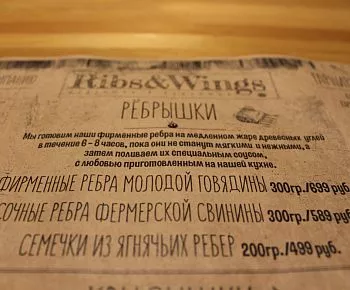 Ribs&Wings
РЁБРЫШКИ
Мы готовим наши фирменные ребра на медленном жаре древесных углей
в течение 6 - 8 часов, пока они не станут мягкими и нежными, а
затем поливаем их специальным соусом,
с любовью приготовленным на нашей кухне.
ФИРМЕННЫЕ РЕБРА МОЛОДОЙ ГОВЯДИНЫ 300гр./699 руб.
СОЧНЫЕ РЕБРА ФЕРМЕРСКОЙ СВИНИНЫ 300гр./589 руб.
СЕМЕЧКИ ИЗ ЯГНЯЧЬИХ РЕБЕР 200гр./499 руб.